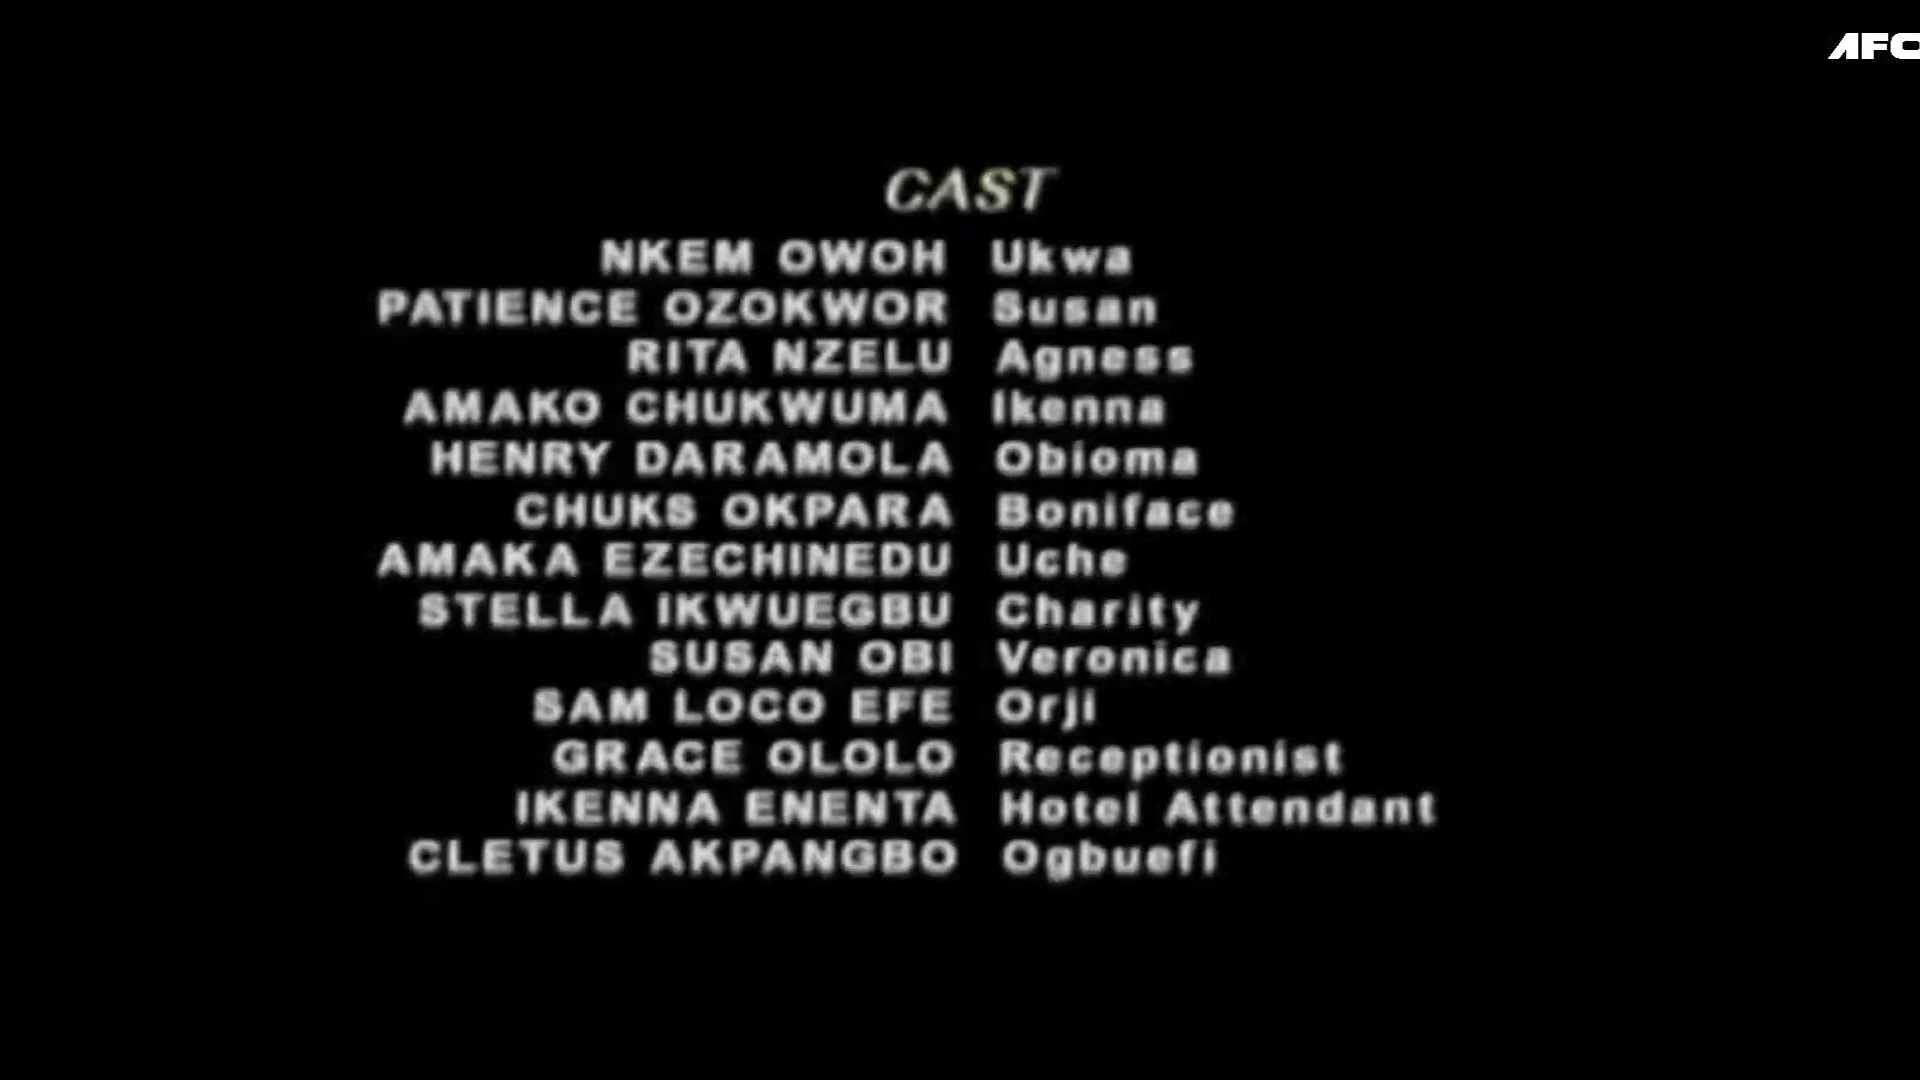 AFC
CAST
NKEM OWOH Ukwa
PATIENCE OZOKWOR Susan
RITA NZELU Agness
AMAKO CHUKWUMA Ikenna
HENRY DARAMOLA Obioma
CHUKS OKPARA Boniface
AMAKA EZECHINEDU Uche
STELLA IKWUEGBU Charity
SUSAN OBI Veronica
SAM LOCO EFE Orji
GRACE OLOLO Receptionist
IKENNA ENENTA Hotel Attendant
CLETUS AKPANGBO Ogbuefi